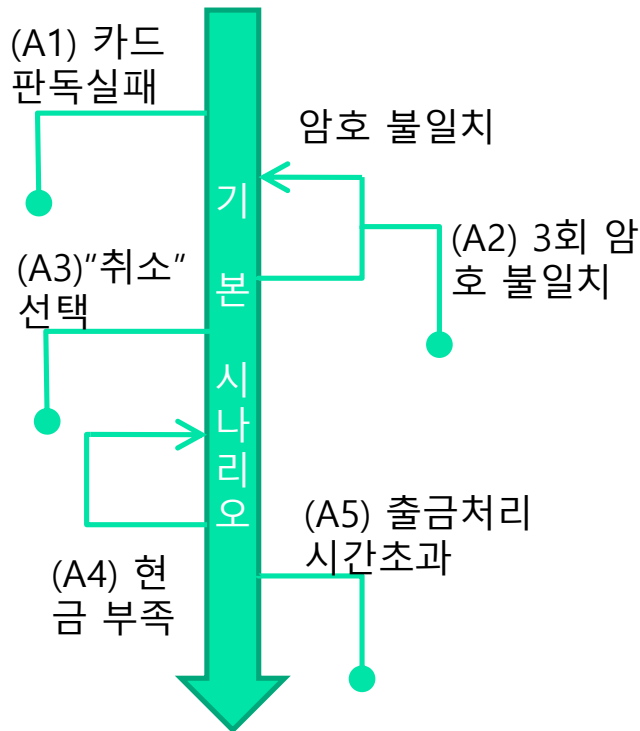 (A1) 카드
판독실패
암호 불일치
(A2) 3회 암
호 불일치
(A3)”취소“
선택
기 본 시나리오
(A4) 현
금 부족
(A5) 출금처리
시간초과